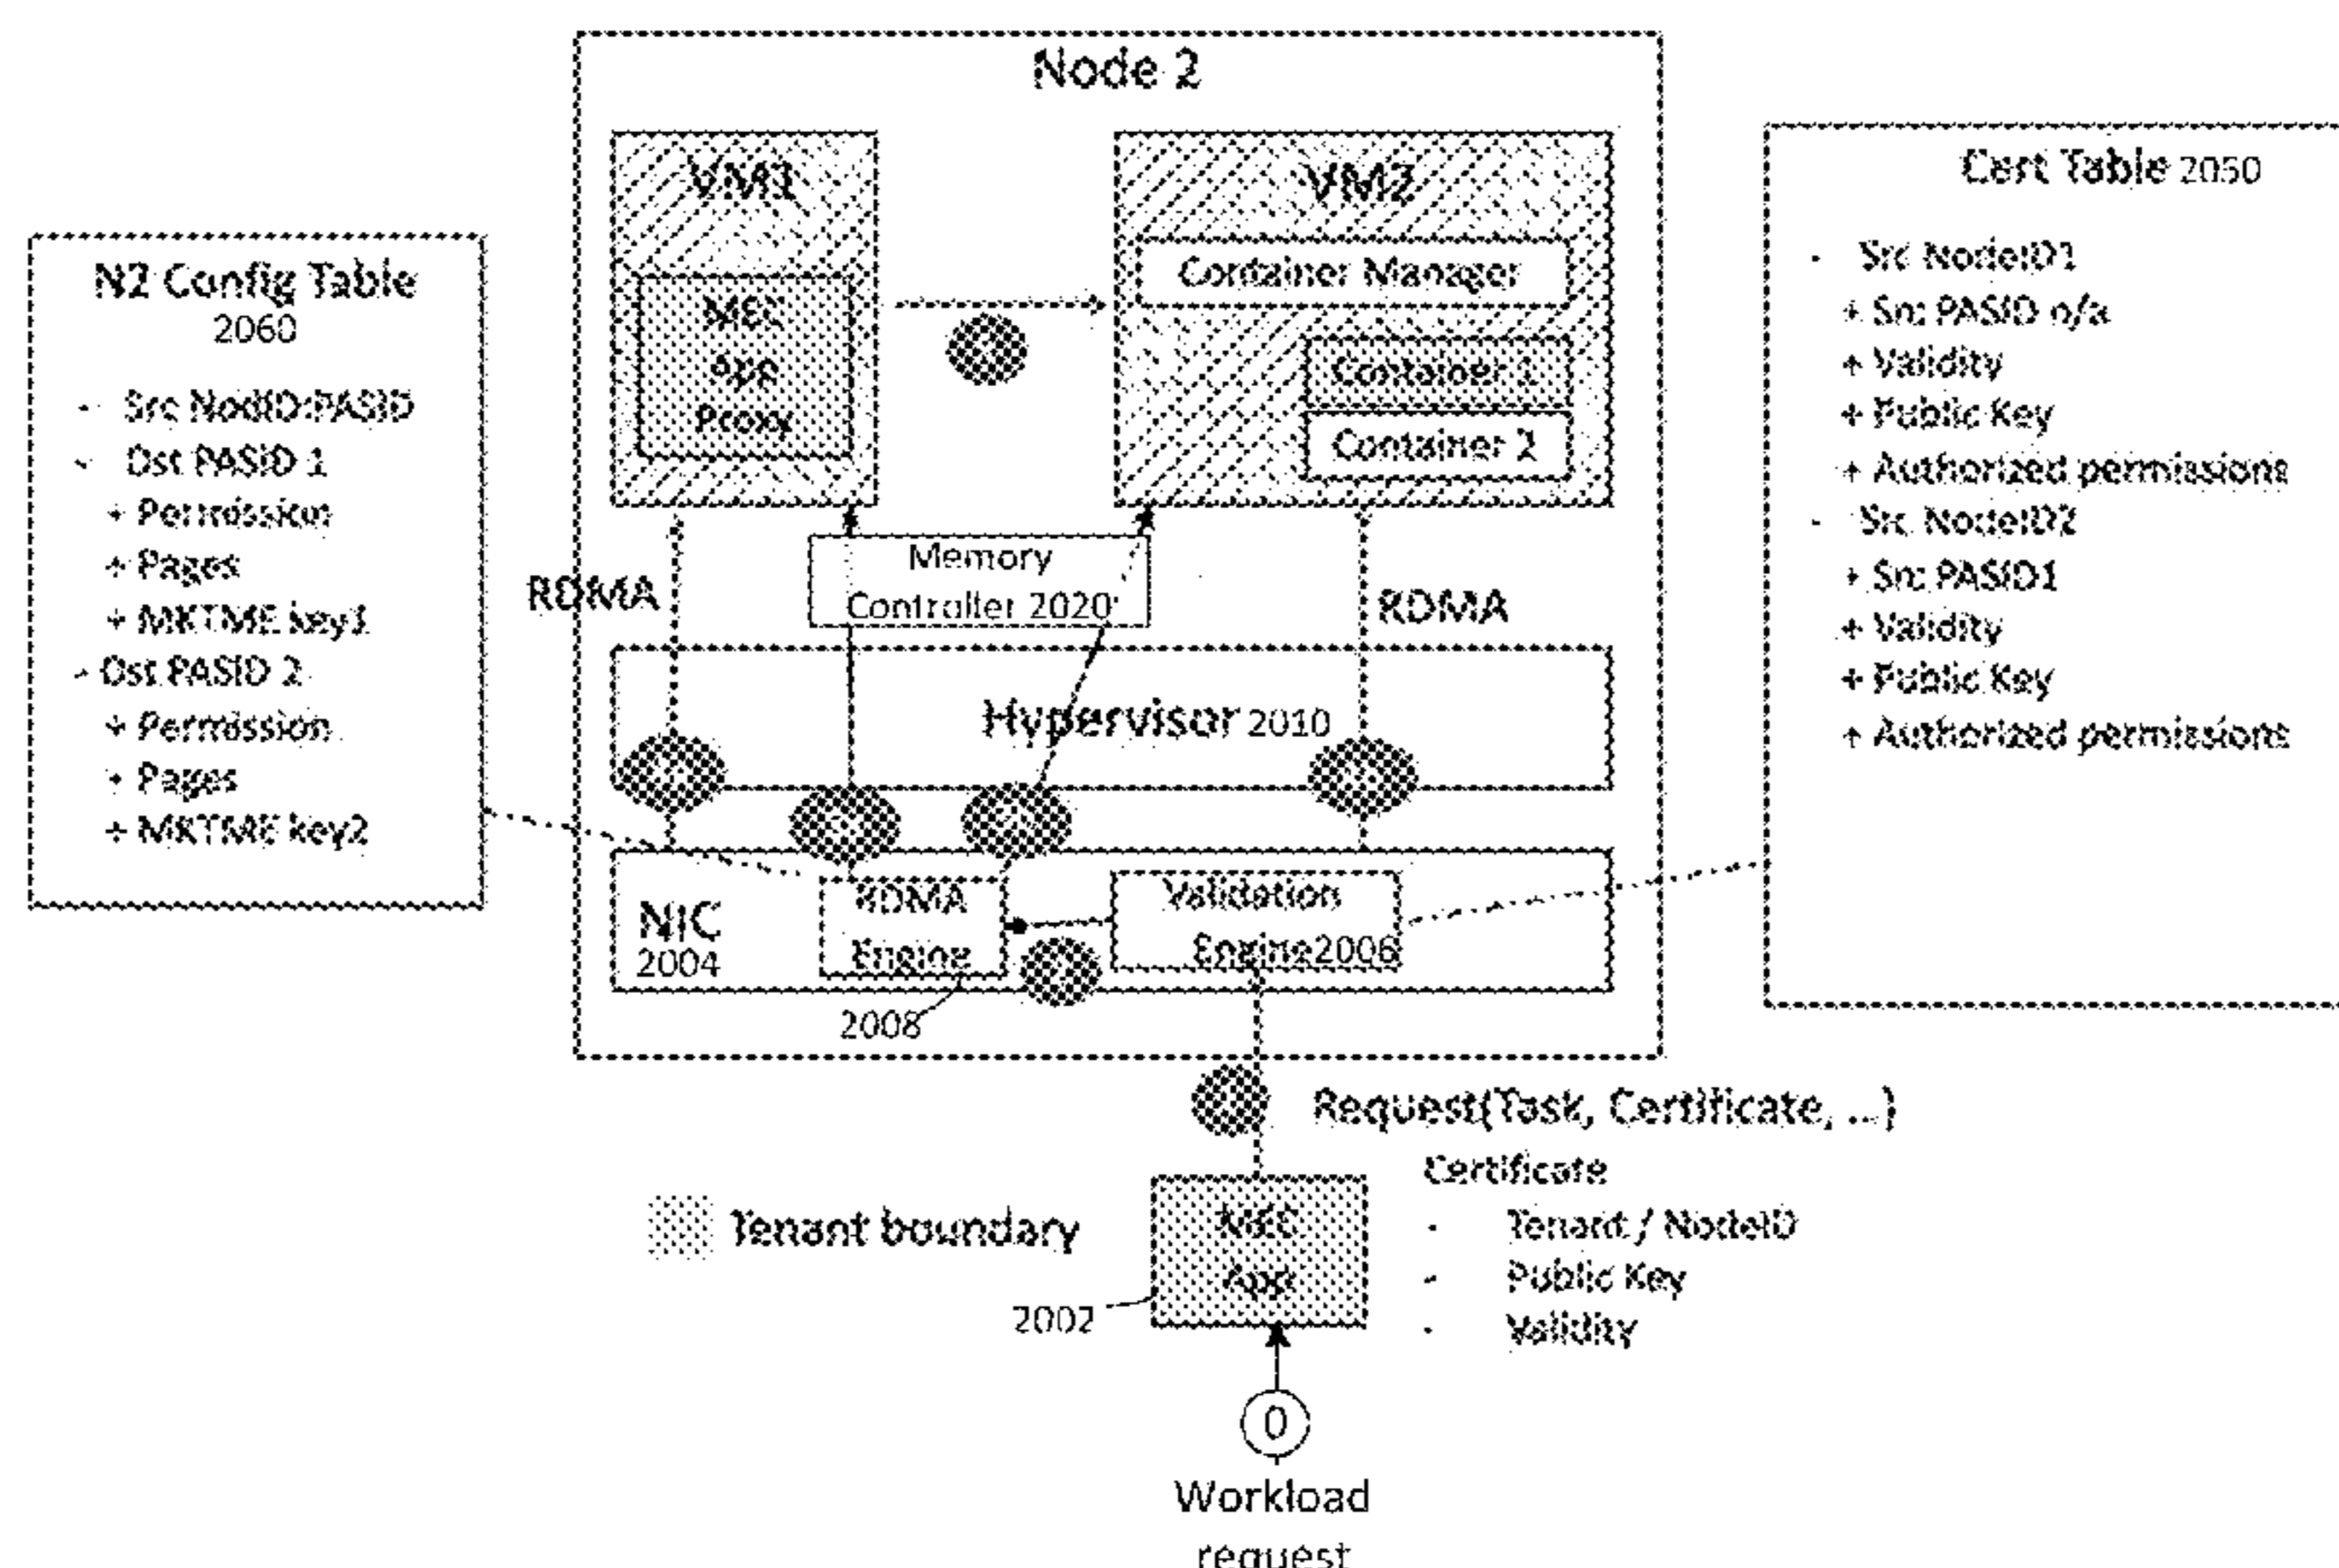 Node 2
VM1
MEC
App
Proxy
VM2
Container Manager
Container 1
Container 2
N2 Config Table
2060
- Src NodID:PASID
- Dst PASID 1
+ Permission
+ Pages
+ MKTME key1
- Dst PASID 2
+ Permission
+ Pages
+ MKTME key2
Cert Table 2050
- Src NodeID1
+ Src PASID n/a
+ Validity
+ Public Key
+ Authorized permissions
- Src NodeID2
+ Src PASID1
+ Validity
+ Public Key
+ Authorized permissions
RDMA
Memory
Controller 2020
RDMA
Hypervisor 2010
NIC
2004
RDMA
Engine
2008
Validation
Engine2006
Request(Task, Certificate, ...)
Certificate
- Tenant / NodeID
- Public Key
- Validity
Tenant boundary
MEC
App
2002
0
Workload
request